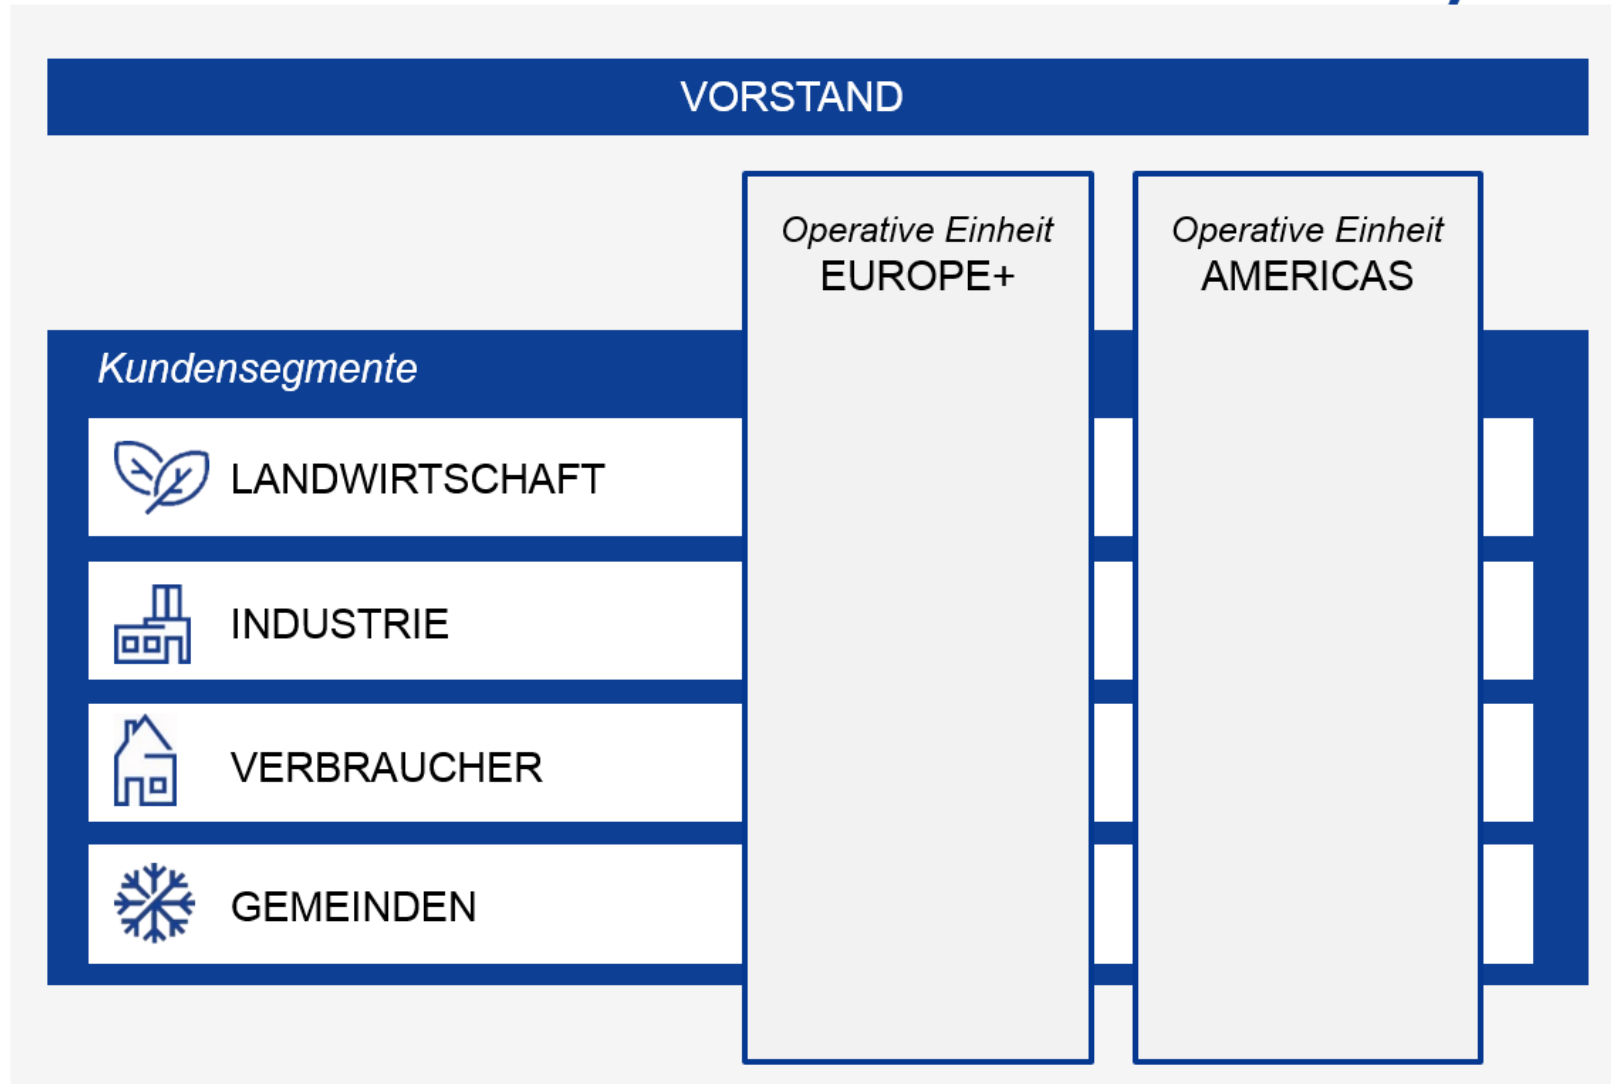 VORSTAND
Operative Einheit
EUROPE+
Operative Einheit
AMERICAS
Kundensegmente
LANDWIRTSCHAFT
INDUSTRIE
VERBRAUCHER
GEMEINDEN